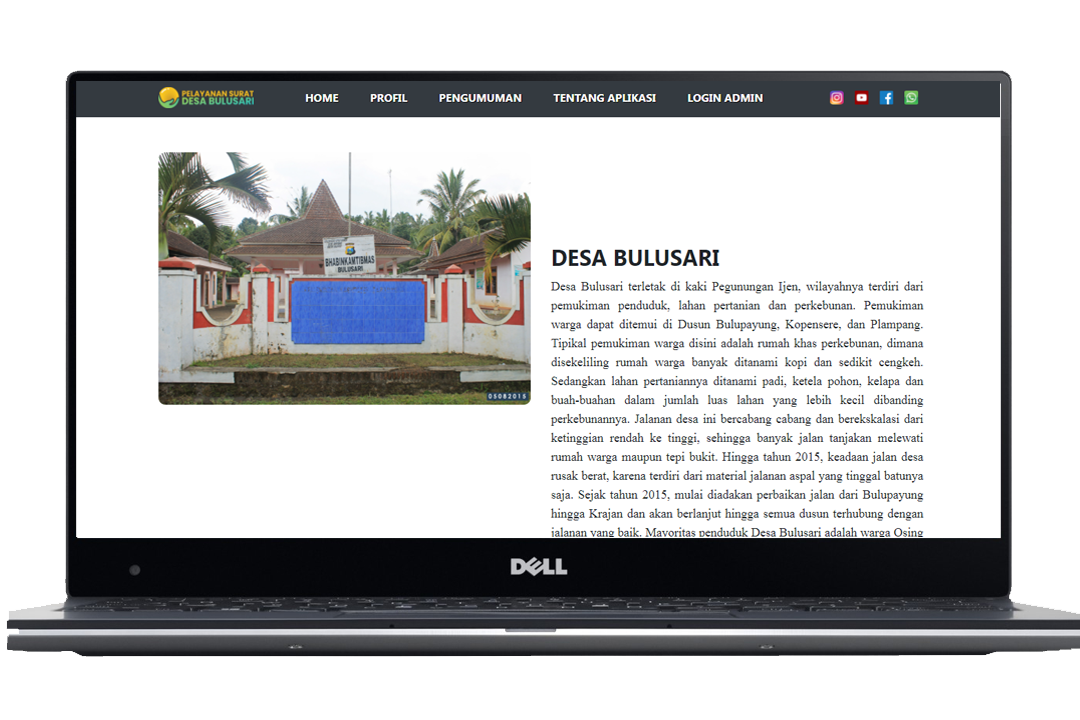 PELAYANAN SURAT
DESA BULUSARI
HOME PROFIL PENGUMUMAN TENTANG APLIKASI LOGIN ADMIN
BHABINKAMTIBMAS
BULUSARI
05082015
DESA BULUSARI
Desa Bulusari terletak di kaki Pegunungan Ijen, wilayahnya terdiri dari
pemukiman penduduk, lahan pertanian dan perkebunan. Pemukiman
warga dapat ditemui di Dusun Bulupayung, Kopensere, dan Plampang.
Tipikal pemukiman warga disini adalah rumah khas perkebunan, dimana
disekeliling rumah warga banyak ditanami kopi dan sedikit cengkeh.
Sedangkan lahan pertaniannya ditanami padi, ketela pohon, kelapa dan
buah-buahan dalam jumlah luas lahan yang lebih kecil dibanding
perkebunannya. Jalanan desa ini bercabang cabang dan berekskalasi dari
ketinggian rendah ke tinggi, sehingga banyak jalan tanjakan melewati
rumah warga maupun tepi bukit. Hingga tahun 2015, keadaan jalan desa
rusak berat, karena terdiri dari material jalanan aspal yang tinggal batunya
saja. Sejak tahun 2015, mulai diadakan perbaikan jalan dari Bulupayung
hingga Krajan dan akan berlanjut hingga semua dusun terhubung dengan
jalanan yang baik. Mayoritas penduduk Desa Bulusari adalah warga Osing
DELL